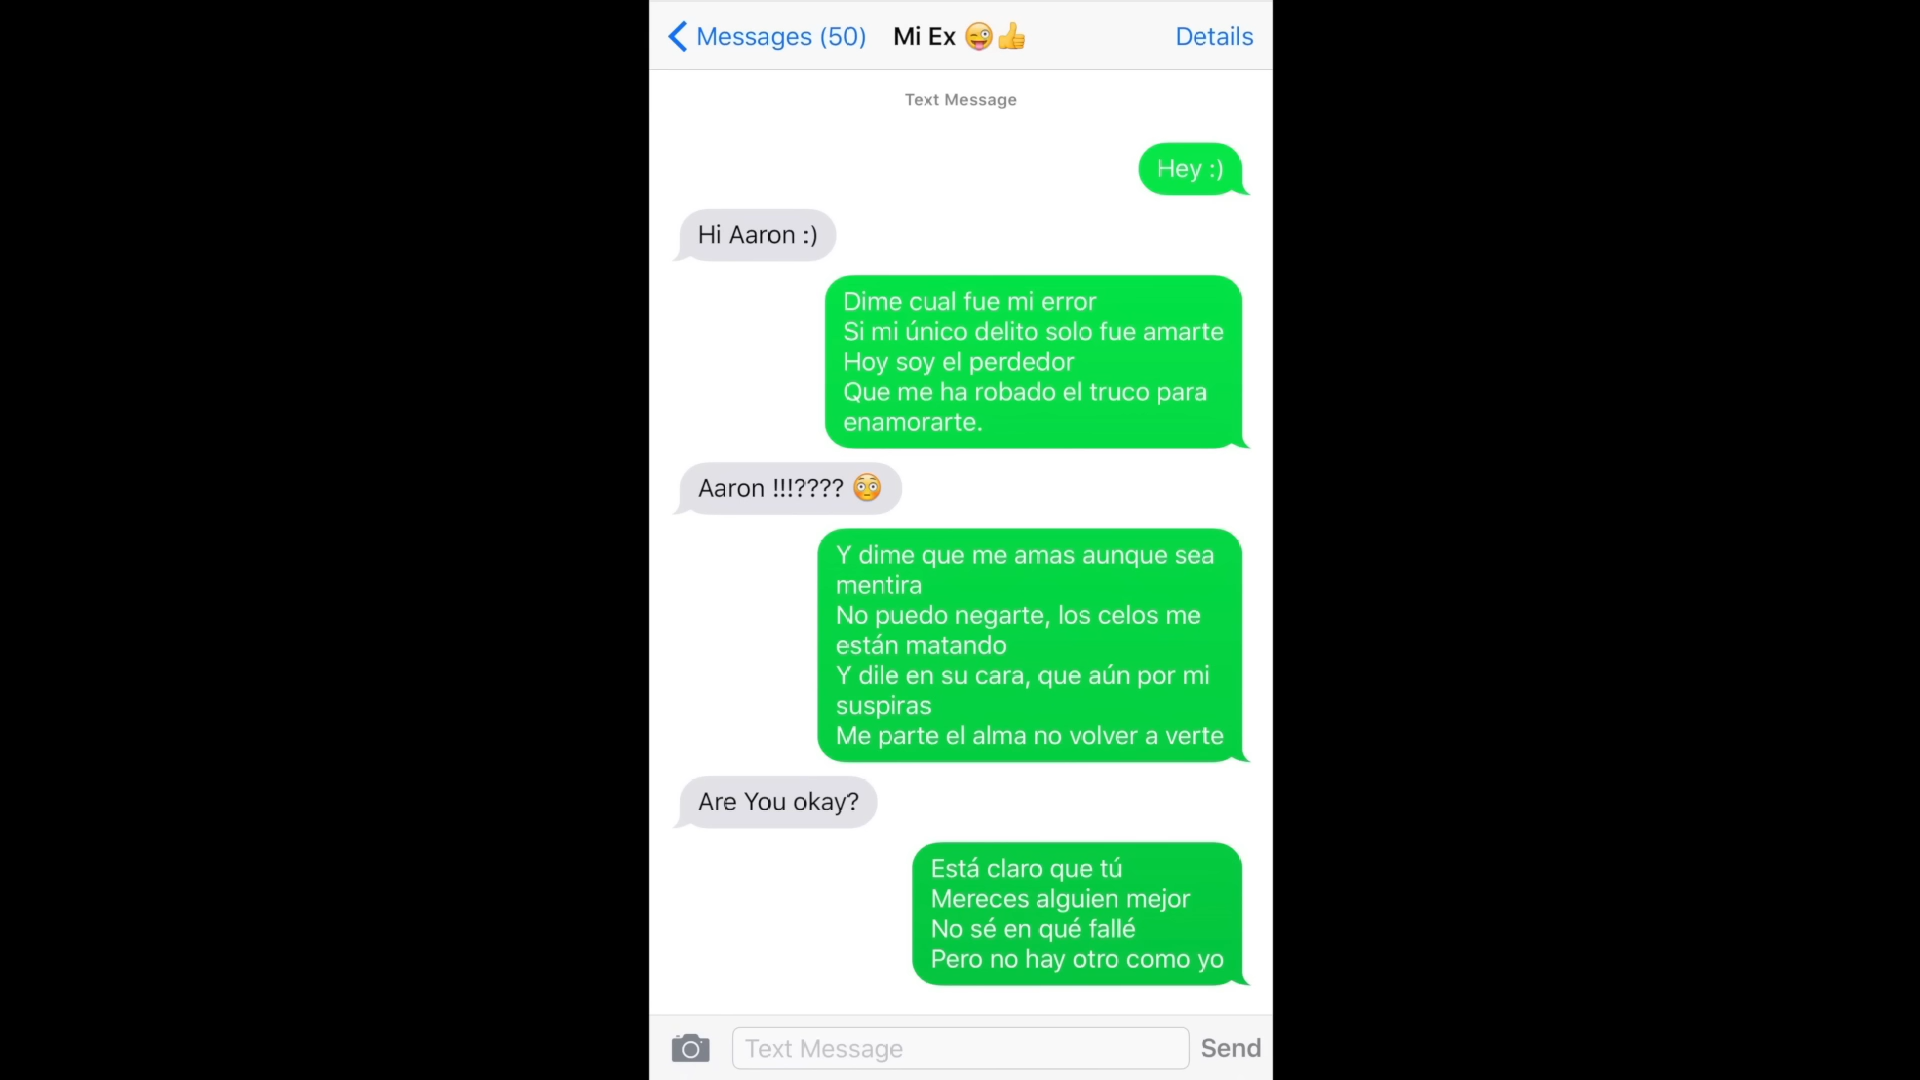 Messages (50) Mi Ex 😜👍 Details
Text Message
Hey :)
Hi Aaron :)
Dime cual fue mi error
Si mi único delito solo fue amarte
Hoy soy el perdedor
Que me ha robado el truco para
enamorarte.
Aaron !!!???? 😳
Y dime que me amas aunque sea
mentira
No puedo negarte, los celos me
están matando
Y dile en su cara, que aún por mi
suspiras
Me parte el alma no volver a verte
Are You okay?
Está claro que tú
Mereces alguien mejor
No sé en qué fallé
Pero no hay otro como yo
Text Message Send